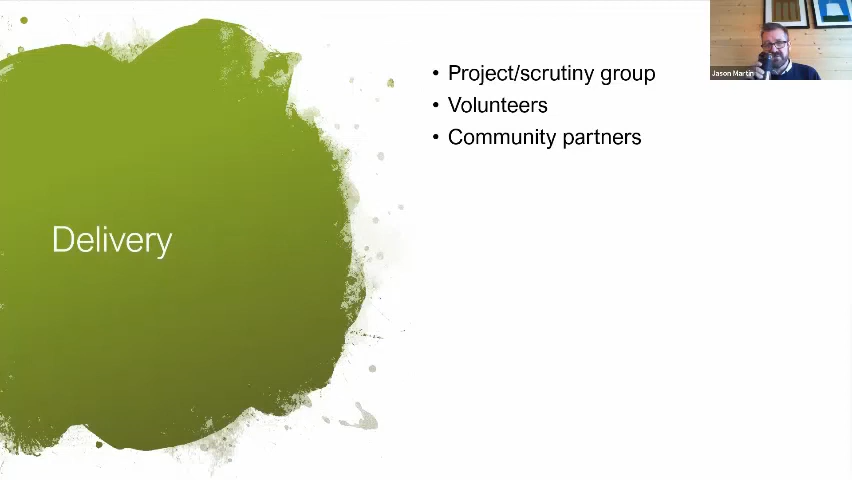 Delivery
• Project/scrutiny group
• Volunteers
• Community partners
Jason Martin